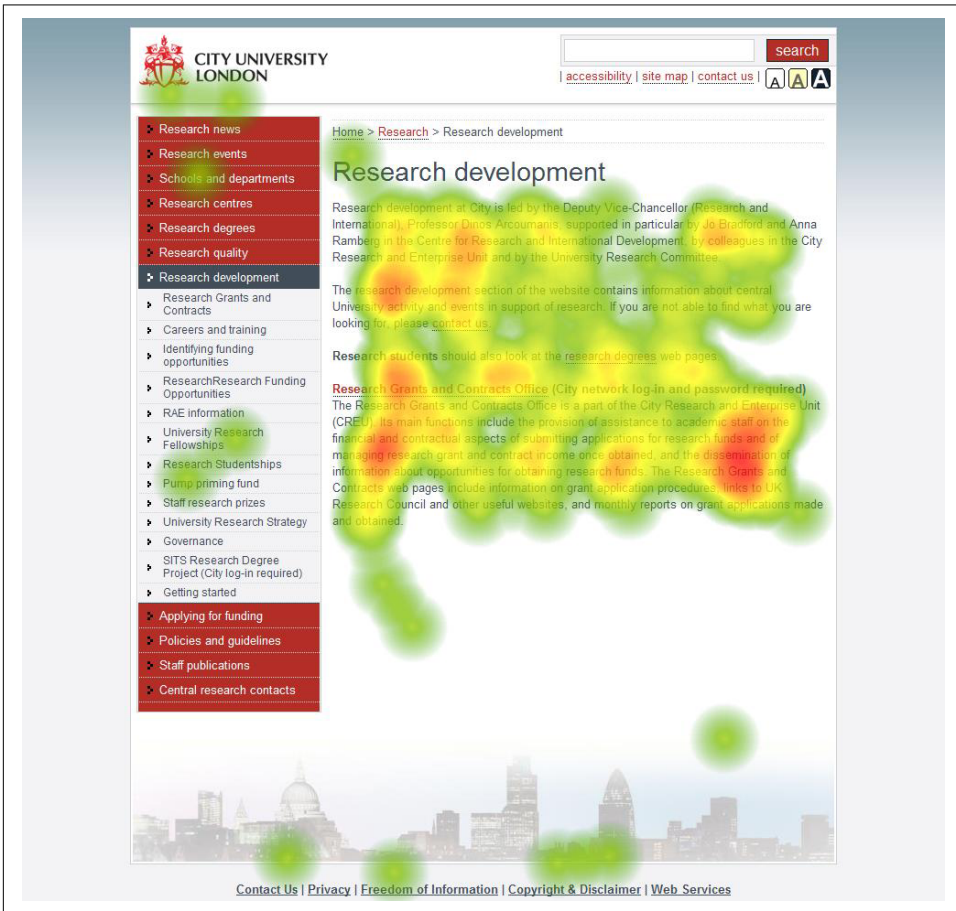 CITY UNIVERSITY
LONDON
search
| accessibility | site map | contact us | A A A
Research news
Research events
Schools and departments
Research centres
Research degrees
Research quality
Research development
Research Grants and
Contracts
Careers and training
Identifying funding
opportunities
ResearchResearch Funding
Opportunities
RAE information
University Research
Fellowships
Research Studentships
Pump priming fund
Staff research prizes
University Research Strategy
Governance
SITS Research Degree
Project (City log-in required)
Getting started
Applying for funding
Policies and guidelines
Staff publications
Central research contacts
Home > Research > Research development
Research development
Research development at City is led by the Deputy Vice-Chancellor (Research and
International), Professor Dinos Arcoumanis, supported in particular by Jo Bradford and Anna
Ramberg in the Centre for Research and International Development, by colleagues in the City
Research and Enterprise Unit and by the University Research Committee.
The research development section of the website contains information about central
University activity and events in support of research. If you are not able to find what you are
looking for, please contact us.
Research students should also look at the research degrees web pages.
Research Grants and Contracts Office (City network log-in and password required)
The Research Grants and Contracts Office is a part of the City Research and Enterprise Unit
(CREU). Its main functions include the provision of assistance to academic staff on the
financial and contractual aspects of submitting applications for research funds and of
managing research grant and contract income once obtained, and the dissemination of
information about opportunities for obtaining research funds. The Research Grants and
Contracts web pages include information on grant application procedures, links to UK
Research Council and other useful websites, and monthly reports on grant applications made
and obtained.
Contact Us | Privacy | Freedom of Information | Copyright & Disclaimer | Web Services